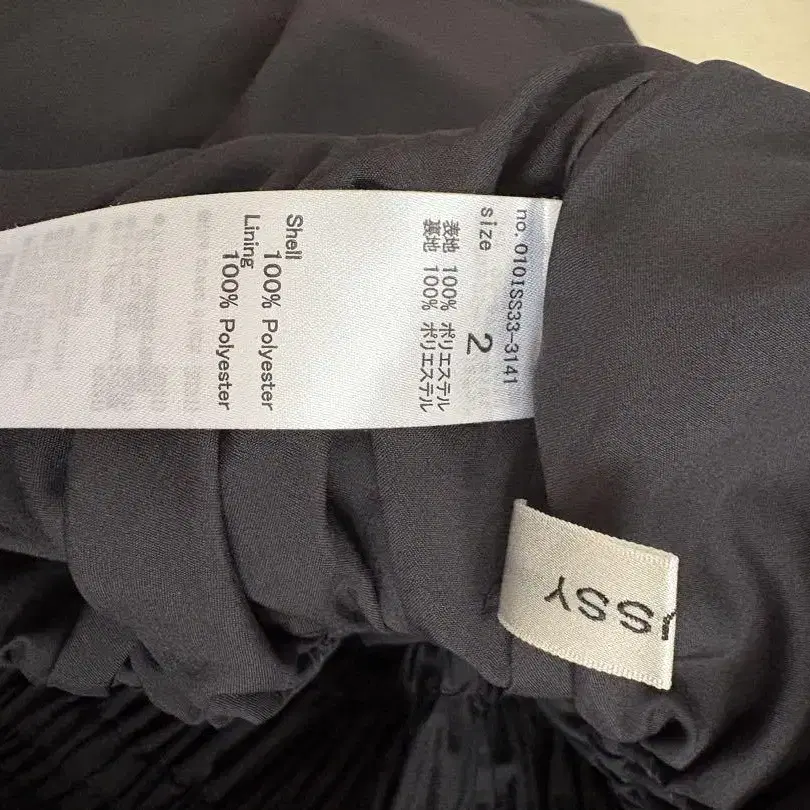 no. 0101SS33-3141
size 2
表地 100% ポリエステル
裏地 100% ポリエステル
Shell
100% Polyester
Lining
100% Polyester
USSY